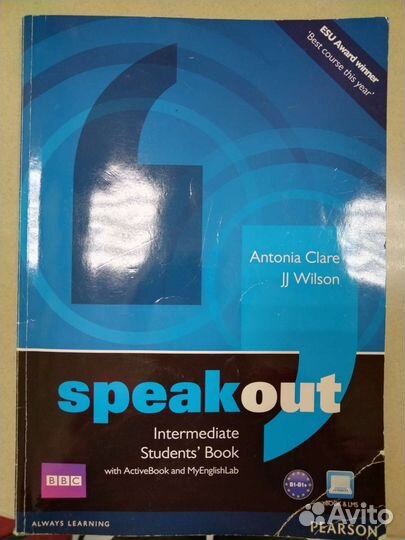 ESU Award winner
'Best course this year'
Antonia Clare
JJ Wilson
speakout
Intermediate
Students' Book
with ActiveBook and MyEnglishLab
BBC
B1-B1+
& LMS
ALWAYS LEARNING
PEARSON
Avito